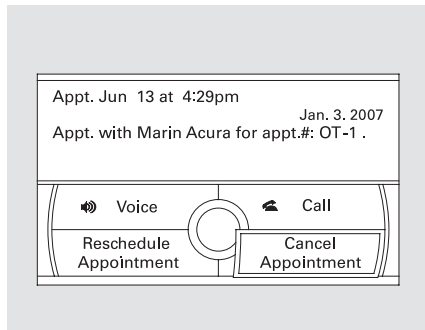 Appt. Jun 13 at 4:29pm
Jan. 3. 2007
Appt. with Marin Acura for appt.#: OT-1 .
Voice
Call
Reschedule
Appointment
Cancel
Appointment